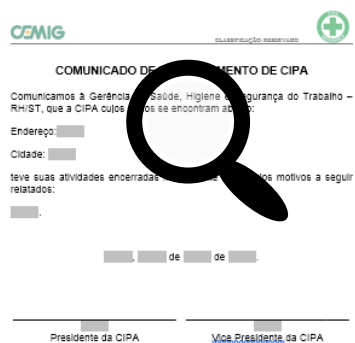 CEMIG
CLASSIFICAÇÃO: RESERVADO
COMUNICADO DE MENTO DE CIPA
Comunicamos à Gerência Saúde, Higiene Segurança do Trabalho –
RH/ST, que a CIPA cujos se encontram
Endereço:
Cidade:
teve suas atividades encerradas motivos a seguir
relatados:
.
, de de .
Presidente da CIPA Vice Presidente da CIPA